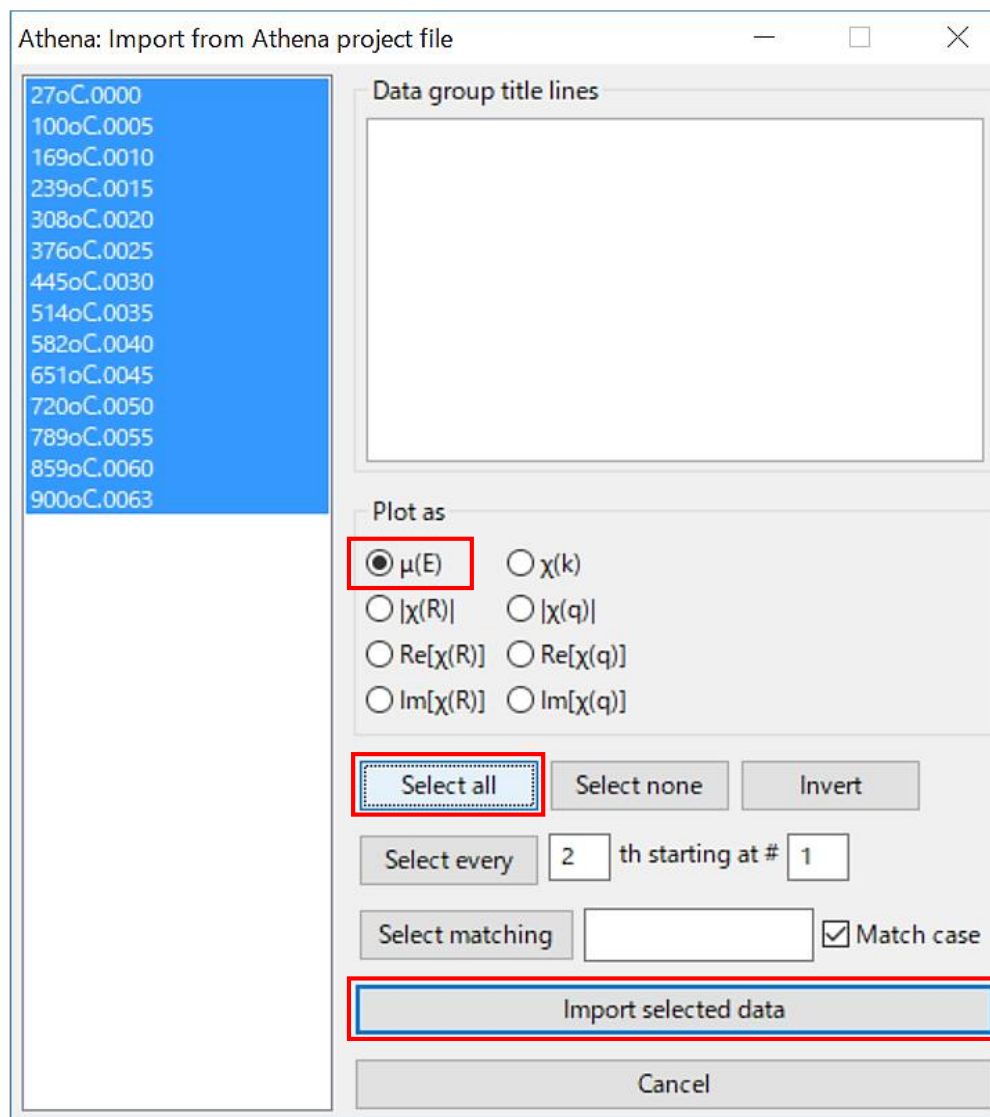 Athena: Import from Athena project file
27oC.0000
100oC.0005
169oC.0010
239oC.0015
308oC.0020
376oC.0025
445oC.0030
514oC.0035
582oC.0040
651oC.0045
720oC.0050
789oC.0055
859oC.0060
900oC.0063
Data group title lines
Plot as
μ(E) χ(k)
|χ(R)| |χ(q)|
Re[χ(R)] Re[χ(q)]
Im[χ(R)] Im[χ(q)]
Select all Select none Invert
Select every 2 th starting at # 1
Select matching Match case
Import selected data
Cancel